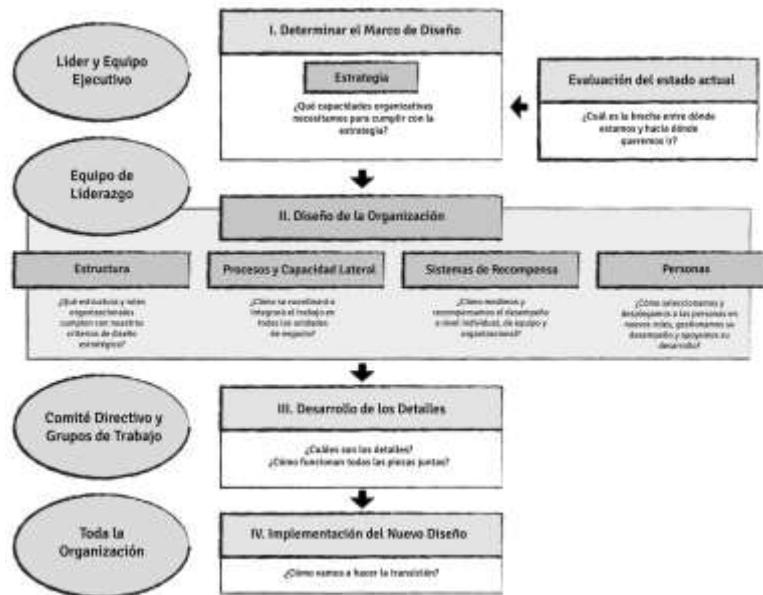 Líder y Equipo
Ejecutivo
I. Determinar el Marco de Diseño
Estrategia
¿Qué capacidades organizativas
necesitamos para cumplir con la
estrategia?
Evaluación del estado actual
¿Cuál es la brecha entre dónde
estamos y hacia dónde
queremos ir?
Equipo de
Liderazgo
II. Diseño de la Organización
Estructura
¿Qué estructura y roles
organizacionales
cumplen con nuestros
criterios de diseño
estratégico?
Procesos y Capacidad Lateral
¿Cómo se coordinará e
integrará el trabajo en
todas las unidades
de negocio?
Sistemas de Recompensa
¿Cómo medimos y
recompensamos el desempeño
a nivel individual, de equipo y
organizacional?
Personas
¿Cómo seleccionamos y
desplegamos a las personas en
nuevos roles, gestionamos su
desempeño y apoyamos su
desarrollo?
Comité Directivo y
Grupos de Trabajo
III. Desarrollo de los Detalles
¿Cuáles son los detalles?
¿Cómo funcionan todas las piezas juntas?
Toda la
Organización
IV. Implementación del Nuevo Diseño
¿Cómo vamos a hacer la transición?